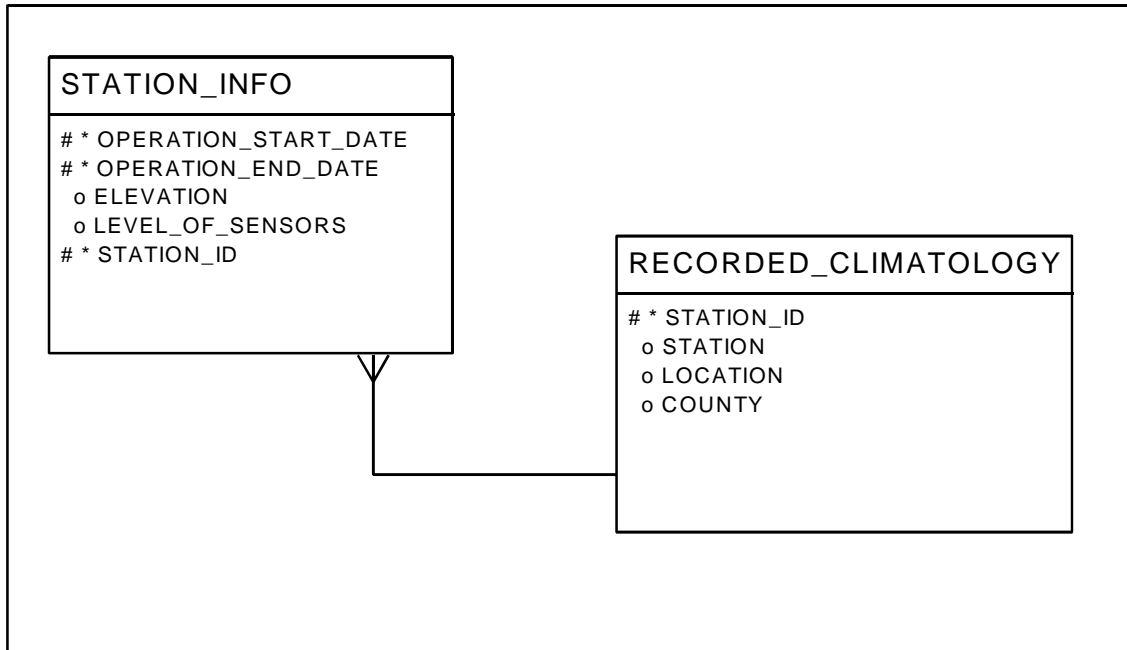 STATION_INFO
# * OPERATION_START_DATE
# * OPERATION_END_DATE
o ELEVATION
o LEVEL_OF_SENSORS
# * STATION_ID
RECORDED_CLIMATOLOGY
# * STATION_ID
o STATION
o LOCATION
o COUNTY